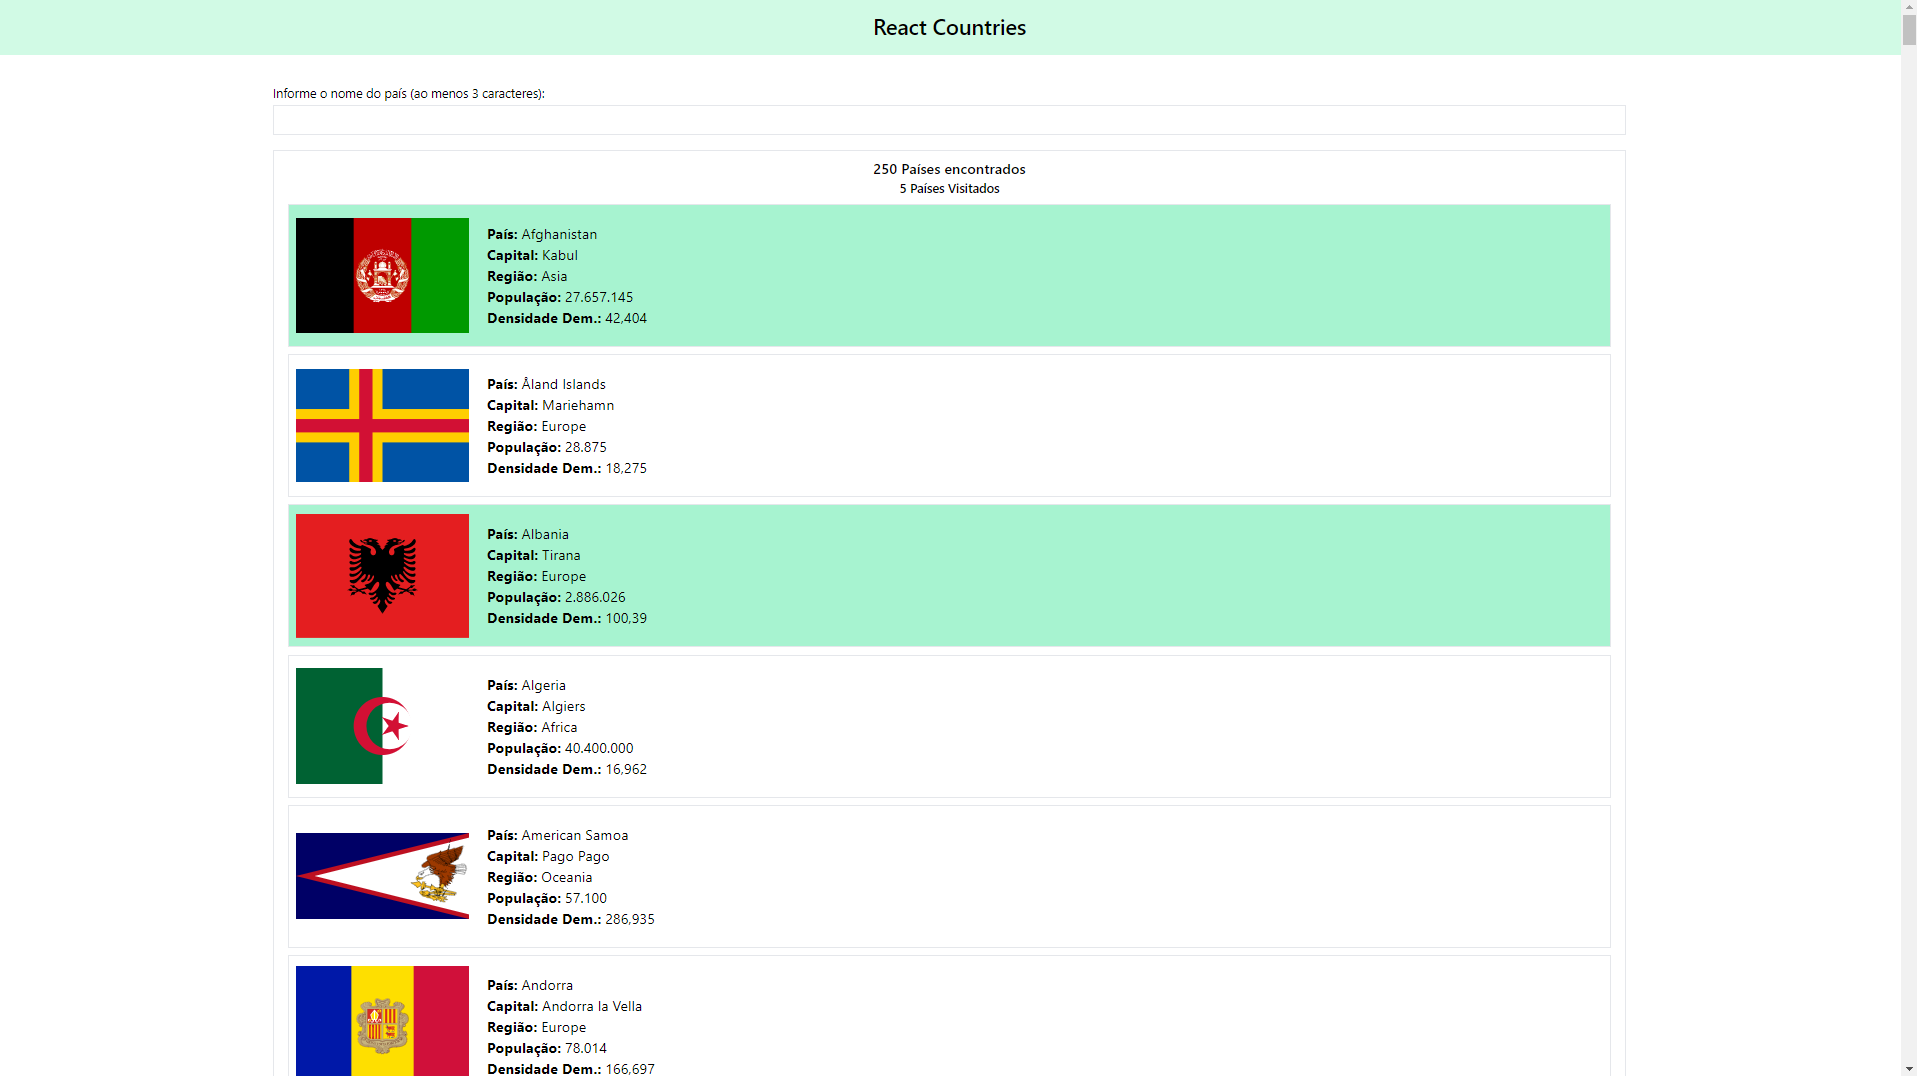 React Countries
Informe o nome do país (ao menos 3 caracteres):
250 Países encontrados
5 Países Visitados
País: Afghanistan
Capital: Kabul
Região: Asia
População: 27.657.145
Densidade Dem.: 42,404
País: Åland Islands
Capital: Mariehamn
Região: Europe
População: 28.875
Densidade Dem.: 18,275
País: Albania
Capital: Tirana
Região: Europe
População: 2.886.026
Densidade Dem.: 100,39
País: Algeria
Capital: Algiers
Região: Africa
População: 40.400.000
Densidade Dem.: 16,962
País: American Samoa
Capital: Pago Pago
Região: Oceania
População: 57.100
Densidade Dem.: 286,935
País: Andorra
Capital: Andorra la Vella
Região: Europe
População: 78.014
Densidade Dem.: 166,697